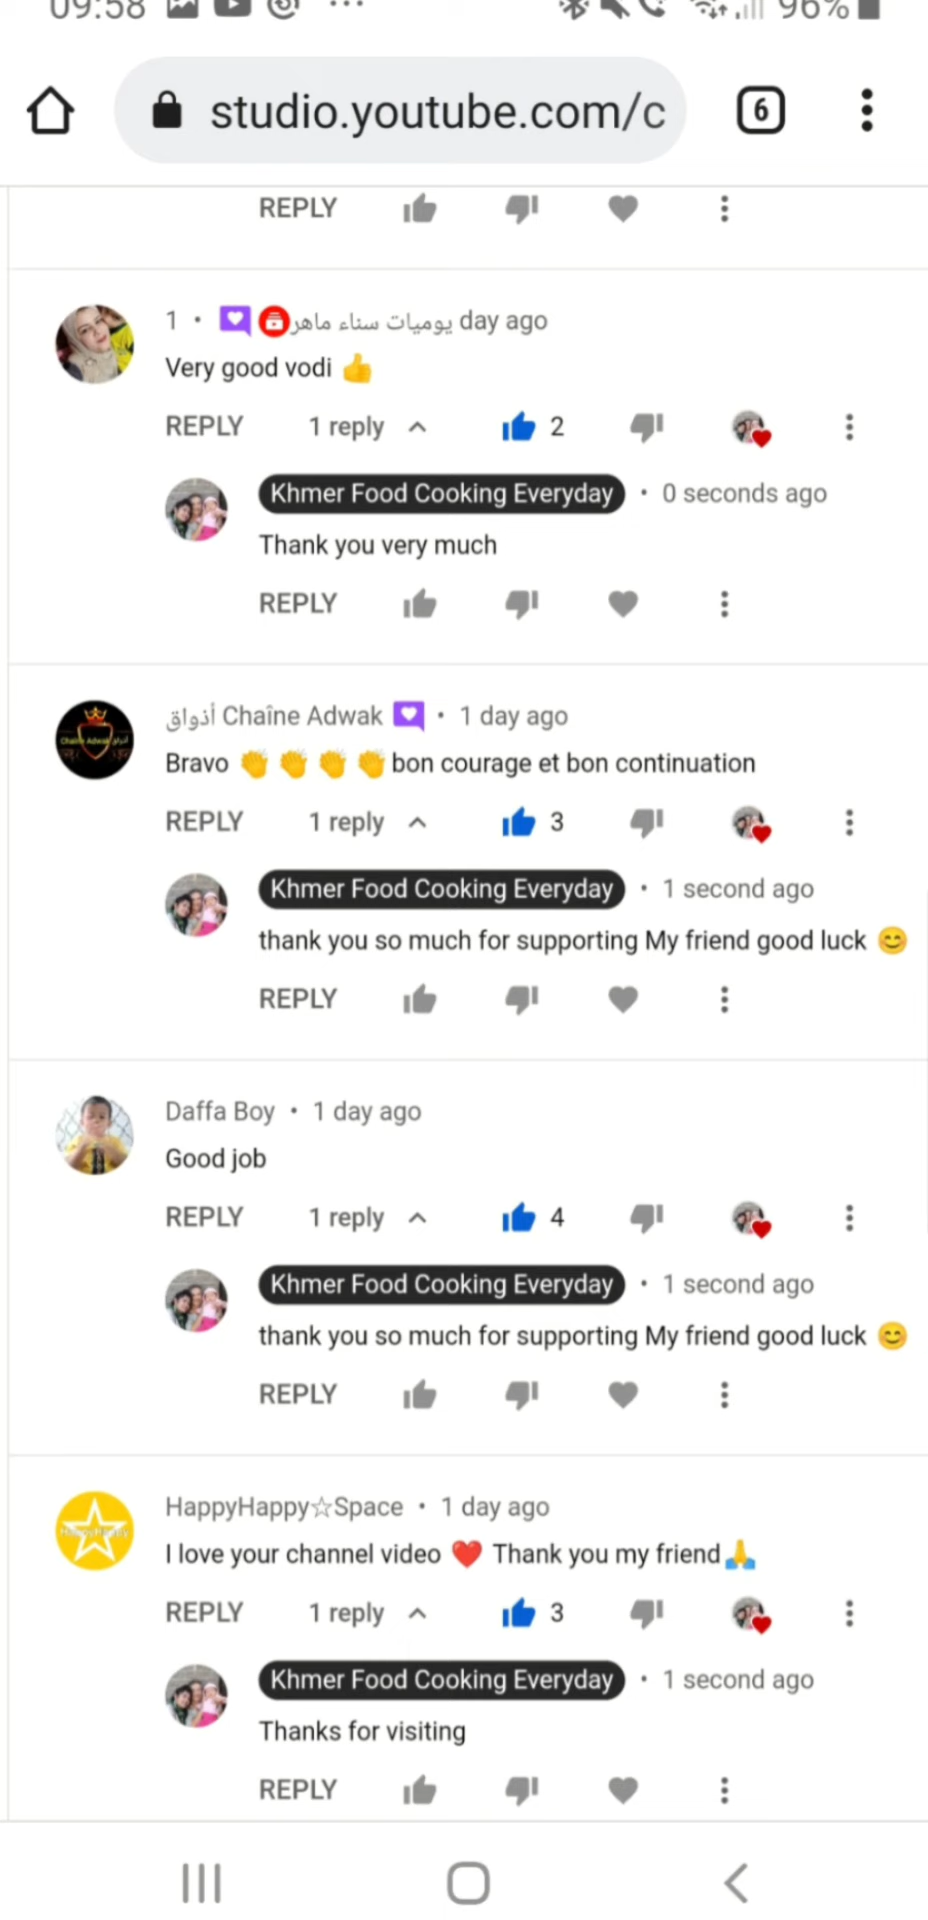 09:58 96%
studio.youtube.com/c 6
REPLY
1 • يوميات سناء ماهر day ago
Very good vodi 👍
REPLY 1 reply 2
Khmer Food Cooking Everyday • 0 seconds ago
Thank you very much
REPLY
أذواق Chaîne Adwak 💜 • 1 day ago
Bravo 👏 👏 👏 👏 bon courage et bon continuation
REPLY 1 reply 3
Khmer Food Cooking Everyday • 1 second ago
thank you so much for supporting My friend good luck 😊
REPLY
Daffa Boy • 1 day ago
Good job
REPLY 1 reply 4
Khmer Food Cooking Everyday • 1 second ago
thank you so much for supporting My friend good luck 😊
REPLY
HappyHappy☆Space • 1 day ago
I love your channel video ❤️ Thank you my friend🙏
REPLY 1 reply 3
Khmer Food Cooking Everyday • 1 second ago
Thanks for visiting
REPLY